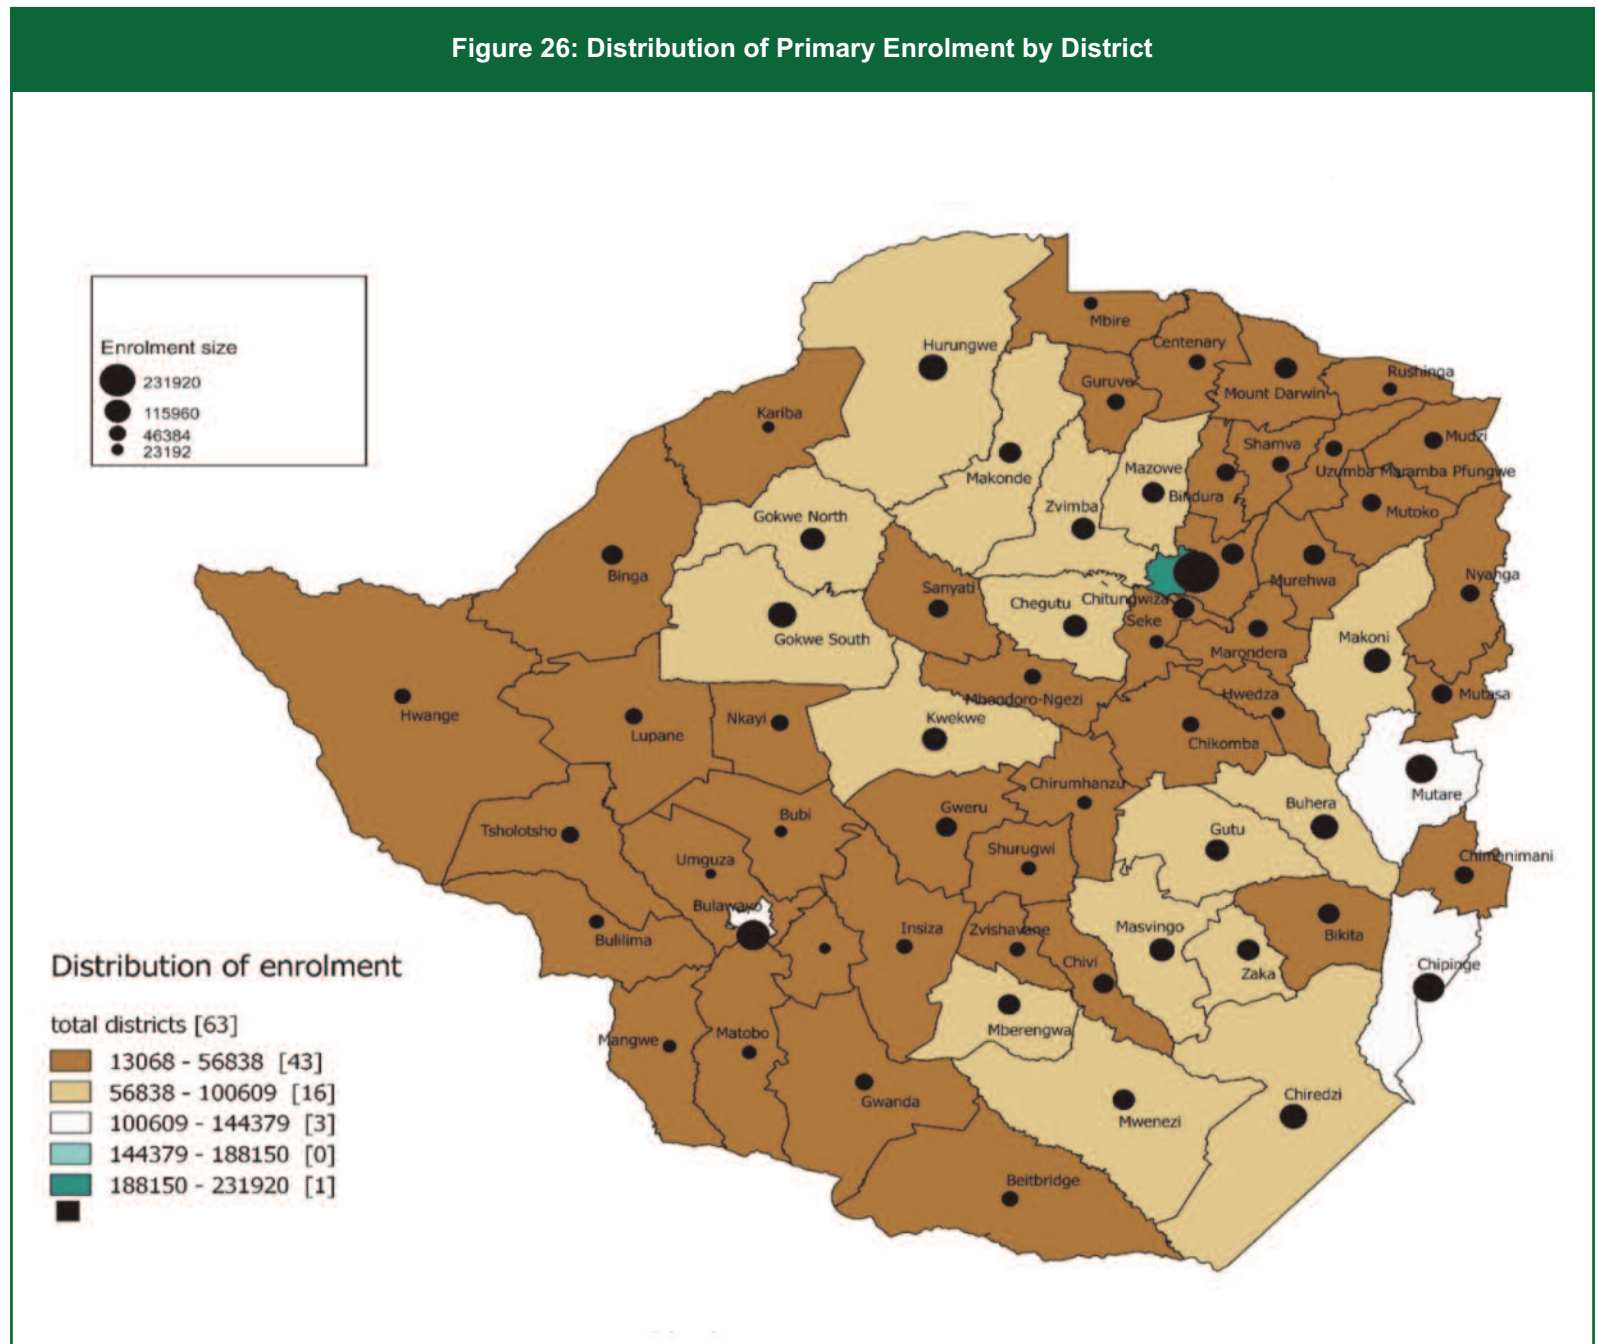 Figure 26: Distribution of Primary Enrolment by District
Enrolment size
231920
115960
46384
23192
Mbire
Centenary
Hurungwe
Rushinga
Guruve
Mount Darwin
Kariba
Mudzi
Shamva
Mazowe
Uzumba Maramba Pfungwe
Makonde
Bindura
Zvimba
Mutoko
Gokwe North
Binga
Murehwa
Nyanga
Sanyati
Chegutu
Chitungwiza
Seke
Gokwe South
Makoni
Marondera
Hwedza
Mutasa
Mhondoro-Ngezi
Hwange
Nkayi
Kwekwe
Lupane
Chikomba
Chirumhanzu
Mutare
Buhera
Gweru
Bubi
Tsholotsho
Gutu
Shurugwi
Chimanimani
Umguza
Bulawayo
Insiza
Zvishavane
Masvingo
Bikita
Bulilima
Chivi
Chipinge
Zaka
Mberengwa
Mangwe
Matobo
Gwanda
Chiredzi
Mwenezi
Beitbridge
Distribution of enrolment
total districts [63]
13068 - 56838 [43]
56838 - 100609 [16]
100609 - 144379 [3]
144379 - 188150 [0]
188150 - 231920 [1]